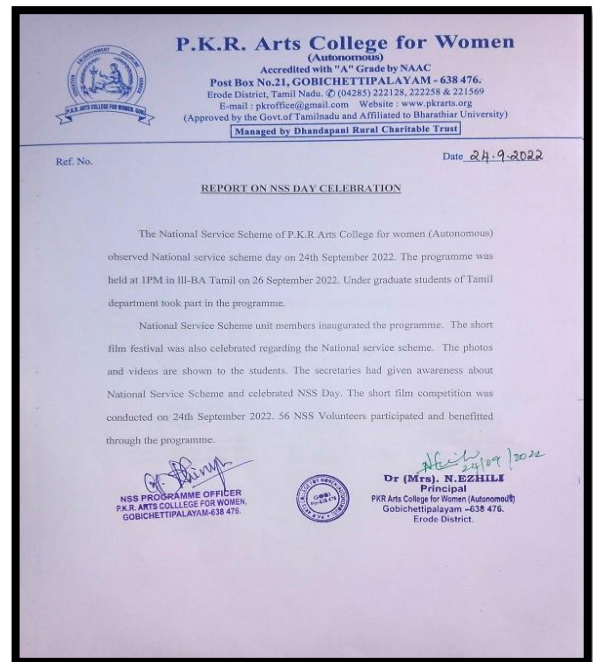 P.K.R. Arts College for Women
(Autonomous)
Accredited with "A" Grade by NAAC
Post Box No.21, GOBICHETTIPALAYAM - 638 476.
Erode District, Tamil Nadu. ✆ (04285) 222128, 222258 & 221569
E-mail : pkroffice@gmail.com Website : www.pkrarts.org
(Approved by the Govt.of Tamilnadu and Affiliated to Bharathiar University)
Managed by Dhandapani Rural Charitable Trust
P.K.R. ARTS COLLEGE FOR WOMEN, GOBI
Ref. No.
Date 24.9.2022
REPORT ON NSS DAY CELEBRATION
The National Service Scheme of P.K.R Arts College for women (Autonomous)
observed National service scheme day on 24th September 2022. The programme was
held at 1PM in III-BA Tamil on 26 September 2022. Under graduate students of Tamil
department took part in the programme.
National Service Scheme unit members inaugurated the programme. The short
film festival was also celebrated regarding the National service scheme. The photos
and videos are shown to the students. The secretaries had given awareness about
National Service Scheme and celebrated NSS Day. The short film competition was
conducted on 24th September 2022. 56 NSS Volunteers participated and benefitted
through the programme.
NSS PROGRAMME OFFICER
P.K.R. ARTS COLLLEGE FOR WOMEN,
GOBICHETTIPALAYAM-638 476.
GOBI
24/09/2022
Dr (Mrs). N.EZHILI
Principal
PKR Arts College for Women (Autonomous)
Gobichettipalayam -638 476.
Erode District.